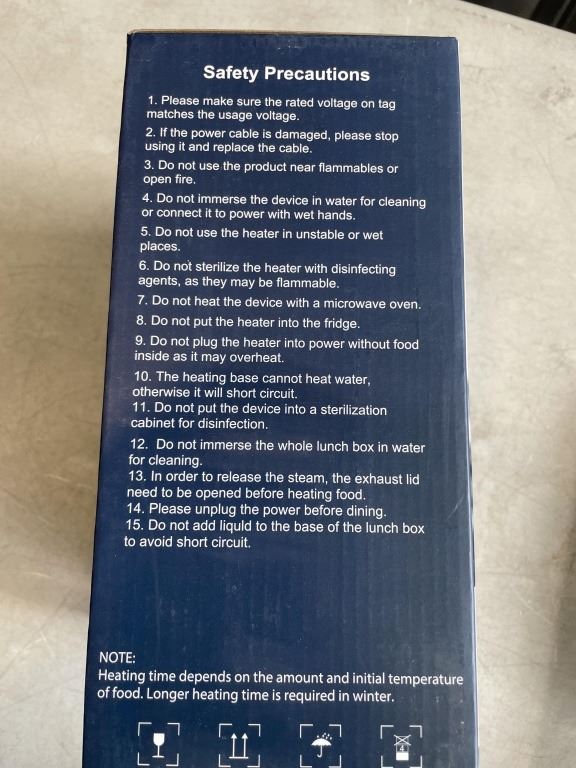 Safety Precautions
1. Please make sure the rated voltage on tag
matches the usage voltage.
2. If the power cable is damaged, please stop
using it and replace the cable.
3. Do not use the product near flammables or
open fire.
4. Do not immerse the device in water for cleaning
or connect it to power with wet hands.
5. Do not use the heater in unstable or wet
places.
6. Do not sterilize the heater with disinfecting
agents, as they may be flammable.
7. Do not heat the device with a microwave oven.
8. Do not put the heater into the fridge.
9. Do not plug the heater into power without food
inside as it may overheat.
10. The heating base cannot heat water,
otherwise it will short circuit.
11. Do not put the device into a sterilization
cabinet for disinfection.
12. Do not immerse the whole lunch box in water
for cleaning.
13. In order to release the steam, the exhaust lid
need to be opened before heating food.
14. Please unplug the power before dining.
15. Do not add liquld to the base of the lunch box
to avoid short circuit.
NOTE:
Heating time depends on the amount and initial temperature
of food. Longer heating time is required in winter.
4